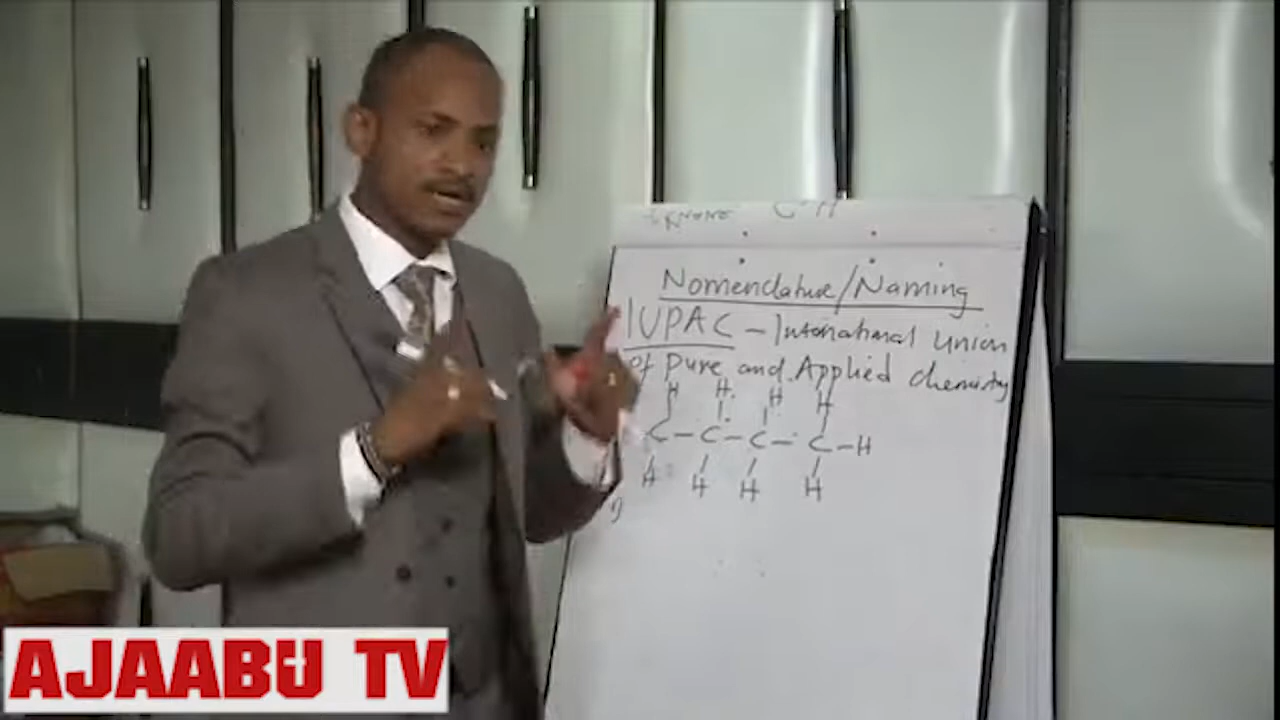 Nomenclature/Naming
IUPAC - International Union
of Pure and Applied chemistry
H H H H
C - C - C - C - H
H H H H
AJAABU TV